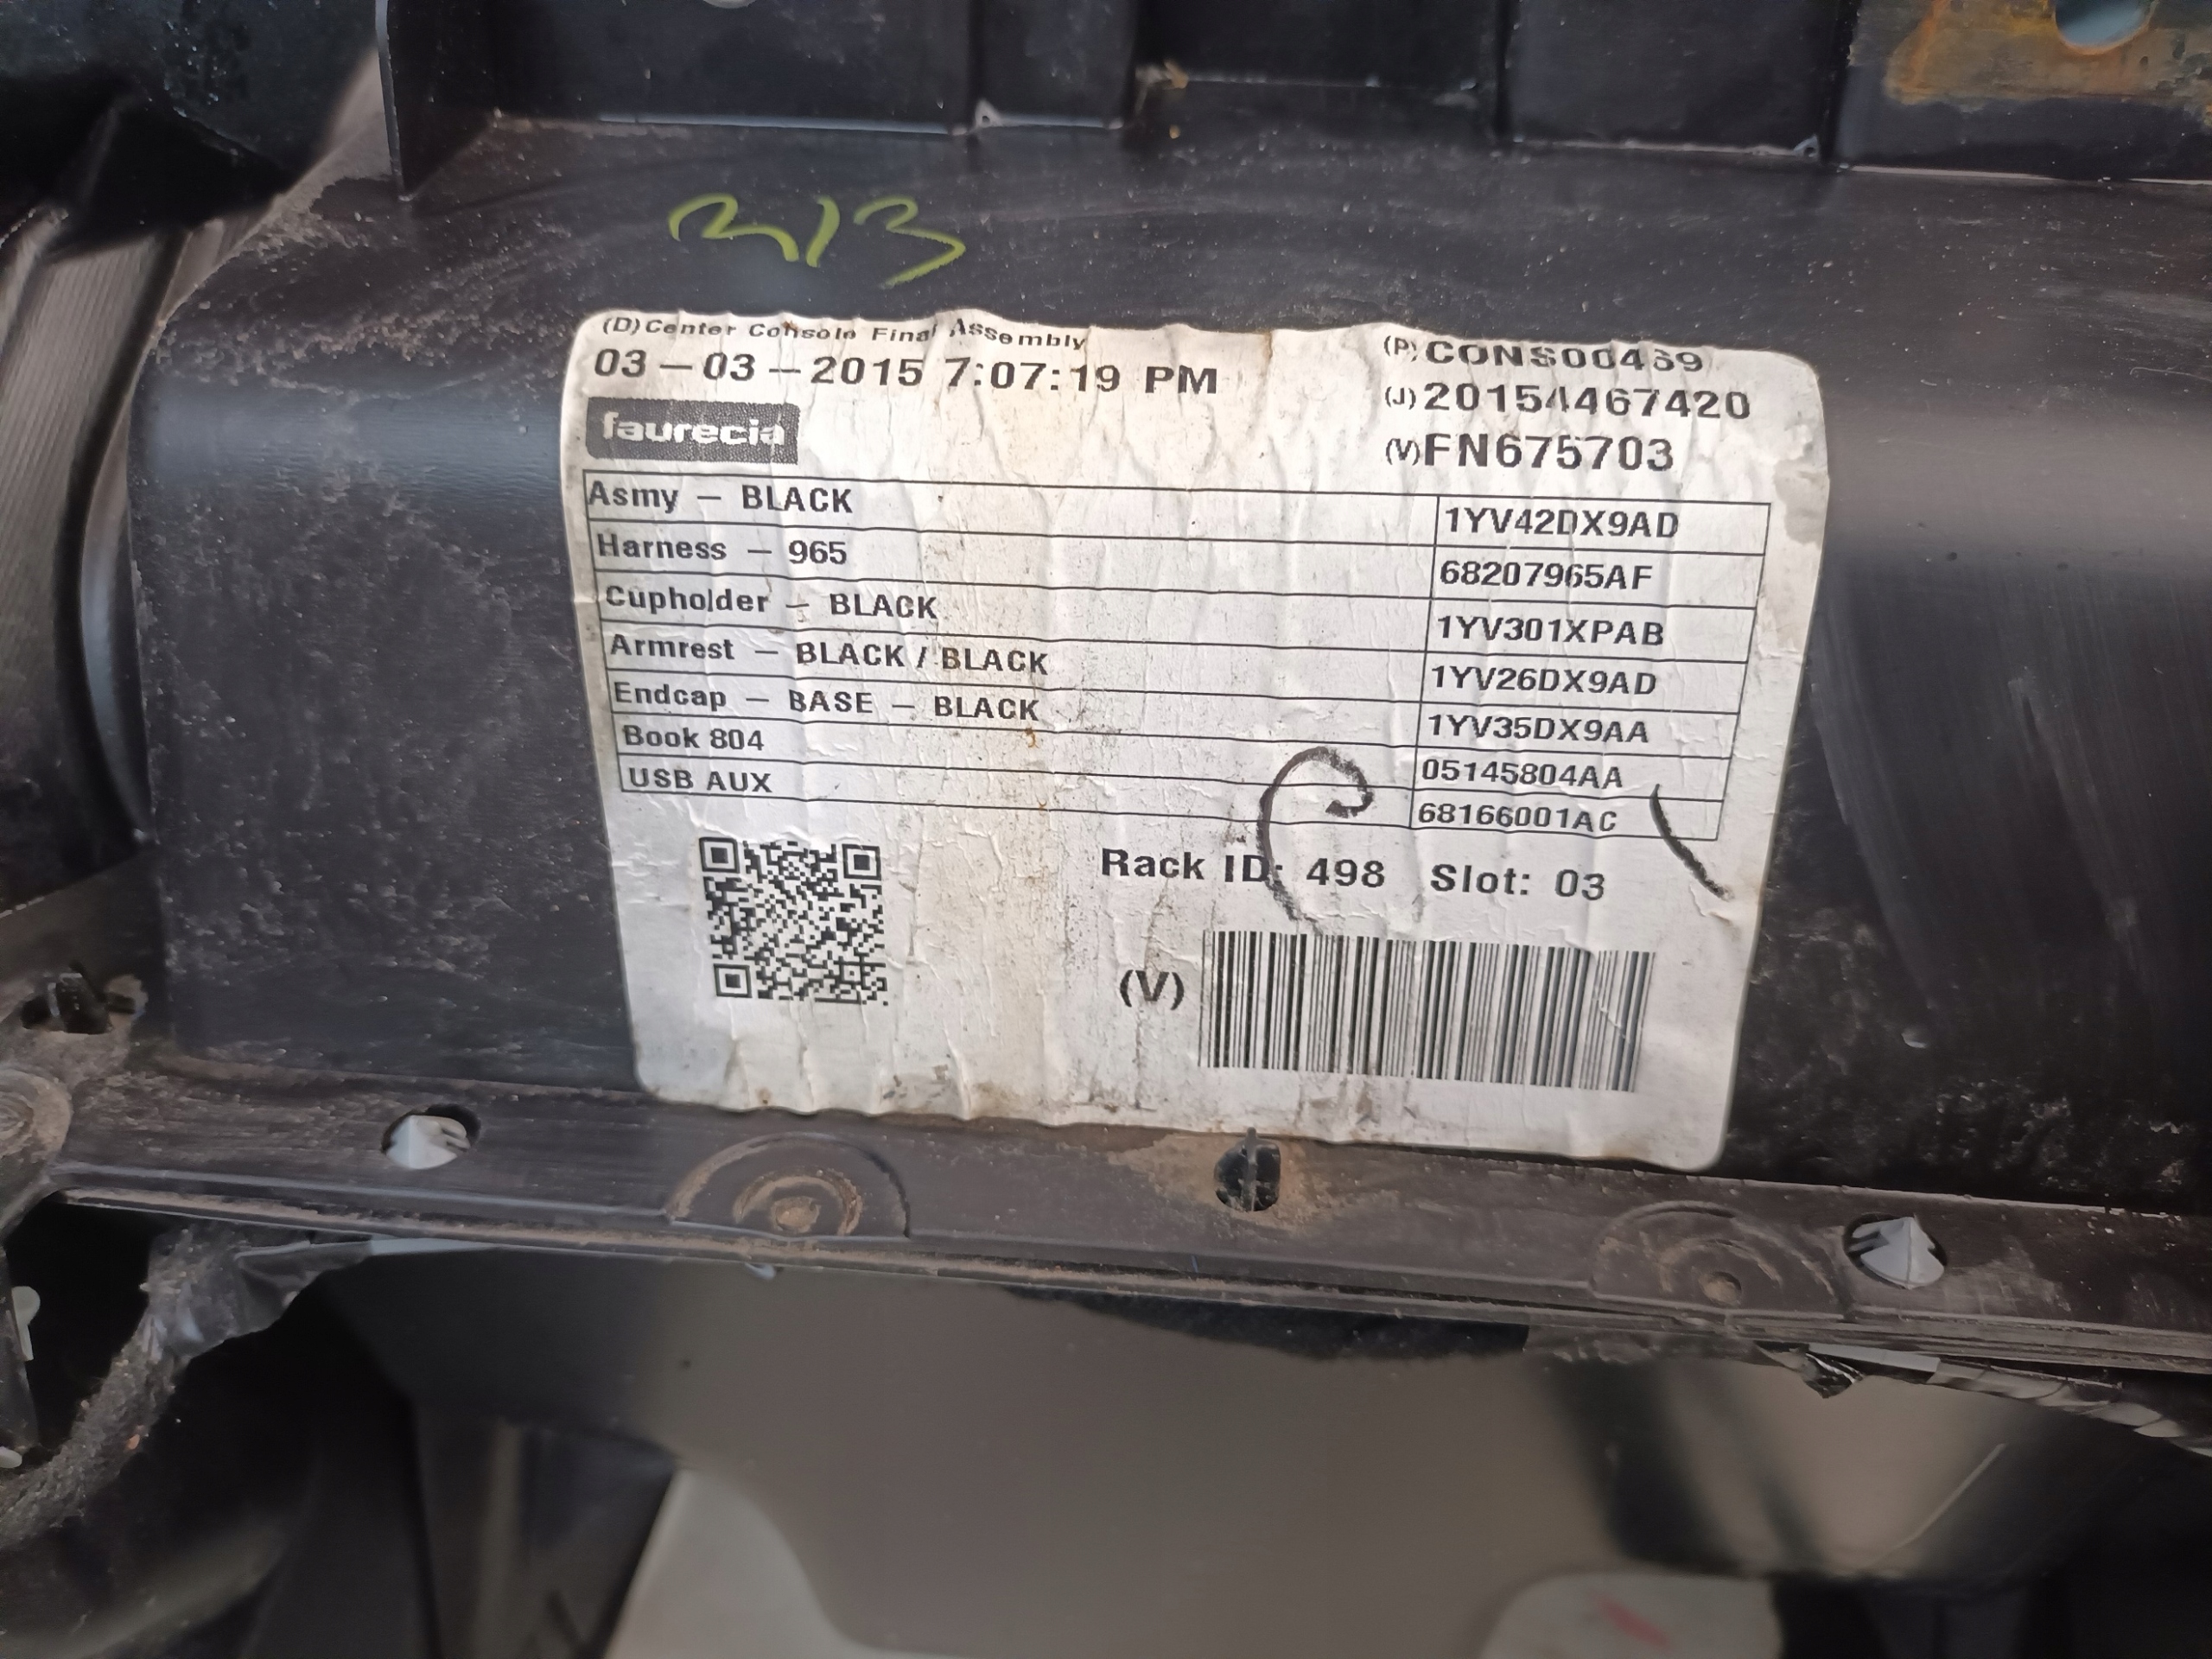 313
(D)Center Console Final Assembly
03-03-2015 7:07:19 PM
faurecia
(P)CONS00469
(J)20154467420
(V)FN675703
Asmy - BLACK 1YV42DX9AD
Harness - 965 68207965AF
Cupholder - BLACK 1YV301XPAB
Armrest - BLACK / BLACK 1YV26DX9AD
Endcap - BASE - BLACK 1YV35DX9AA
Book 804 05145804AA
USB AUX 68166001AC
Rack ID: 498 Slot: 03
(V)